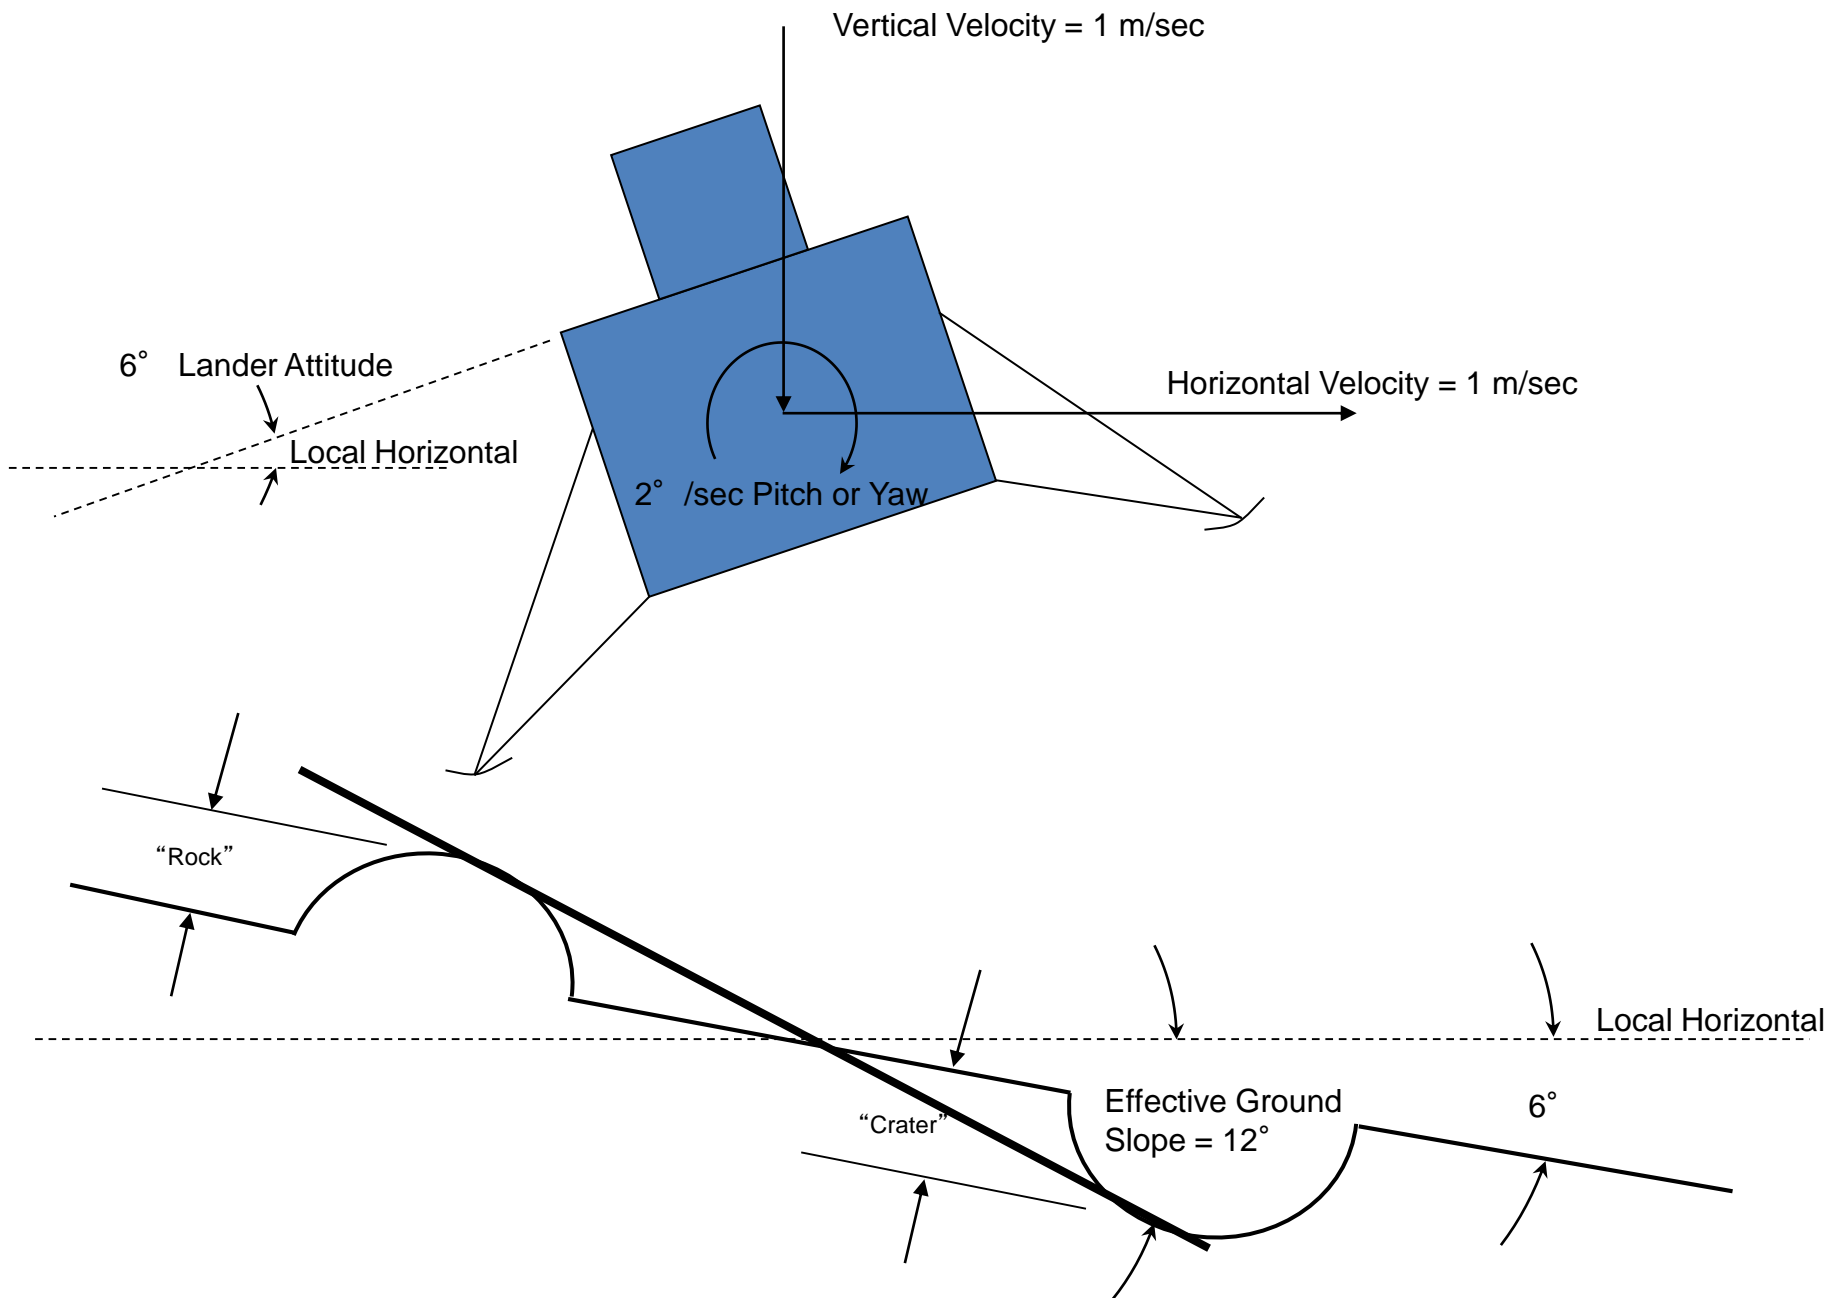 Vertical Velocity = 1 m/sec
6° Lander Attitude
Horizontal Velocity = 1 m/sec
Local Horizontal
2° /sec Pitch or Yaw
“Rock”
Local Horizontal
Effective Ground
Slope = 12°
6°
“Crater”